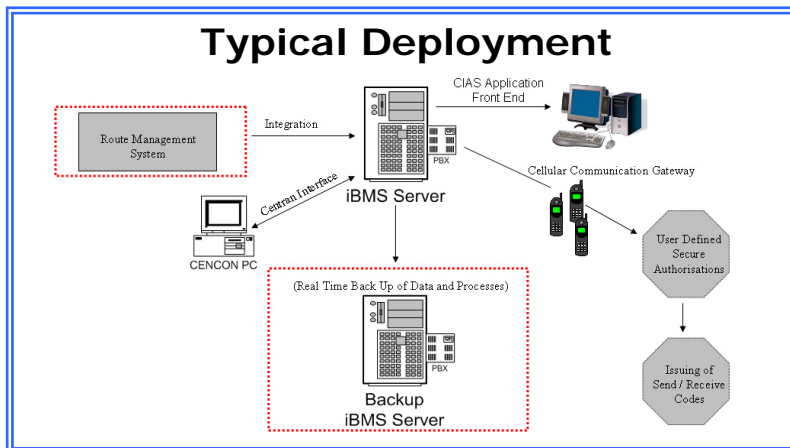 Typical Deployment
CIAS Application
Front End
Integration
Route Management
System
PBX
Cellular Communication Gateway
iBMS Server
Centran Interface
CENCON PC
User Defined
Secure
Authorisations
(Real Time Back Up of Data and Processes)
PBX
Backup
iBMS Server
Issuing of
Send / Receive
Codes